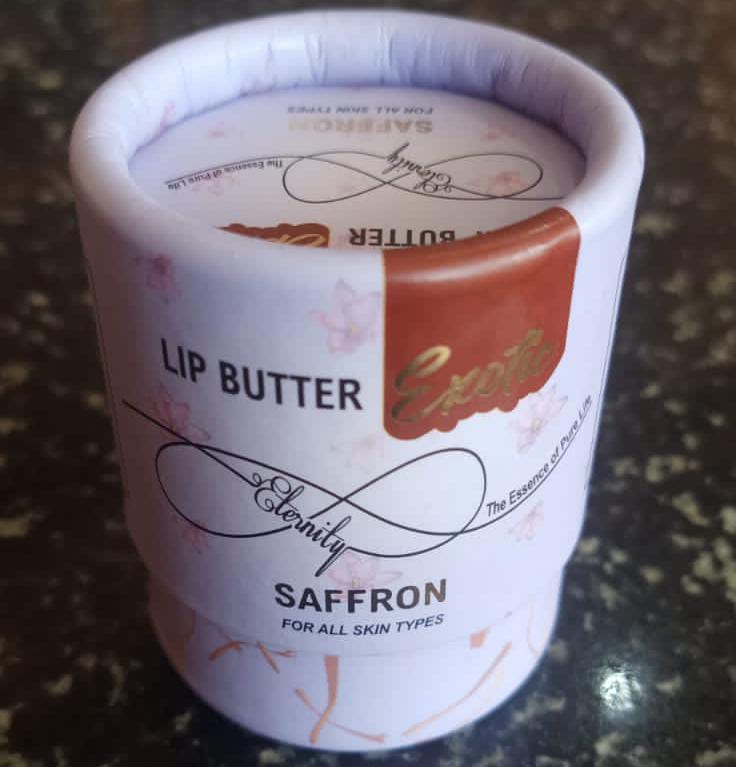 FOR ALL SKIN TYPES
SAFFRON
The Essence of Pure Life
Eternity
BUTTER
LIP BUTTER
Exotic
Eternity
The Essence of Pure Life
SAFFRON
FOR ALL SKIN TYPES